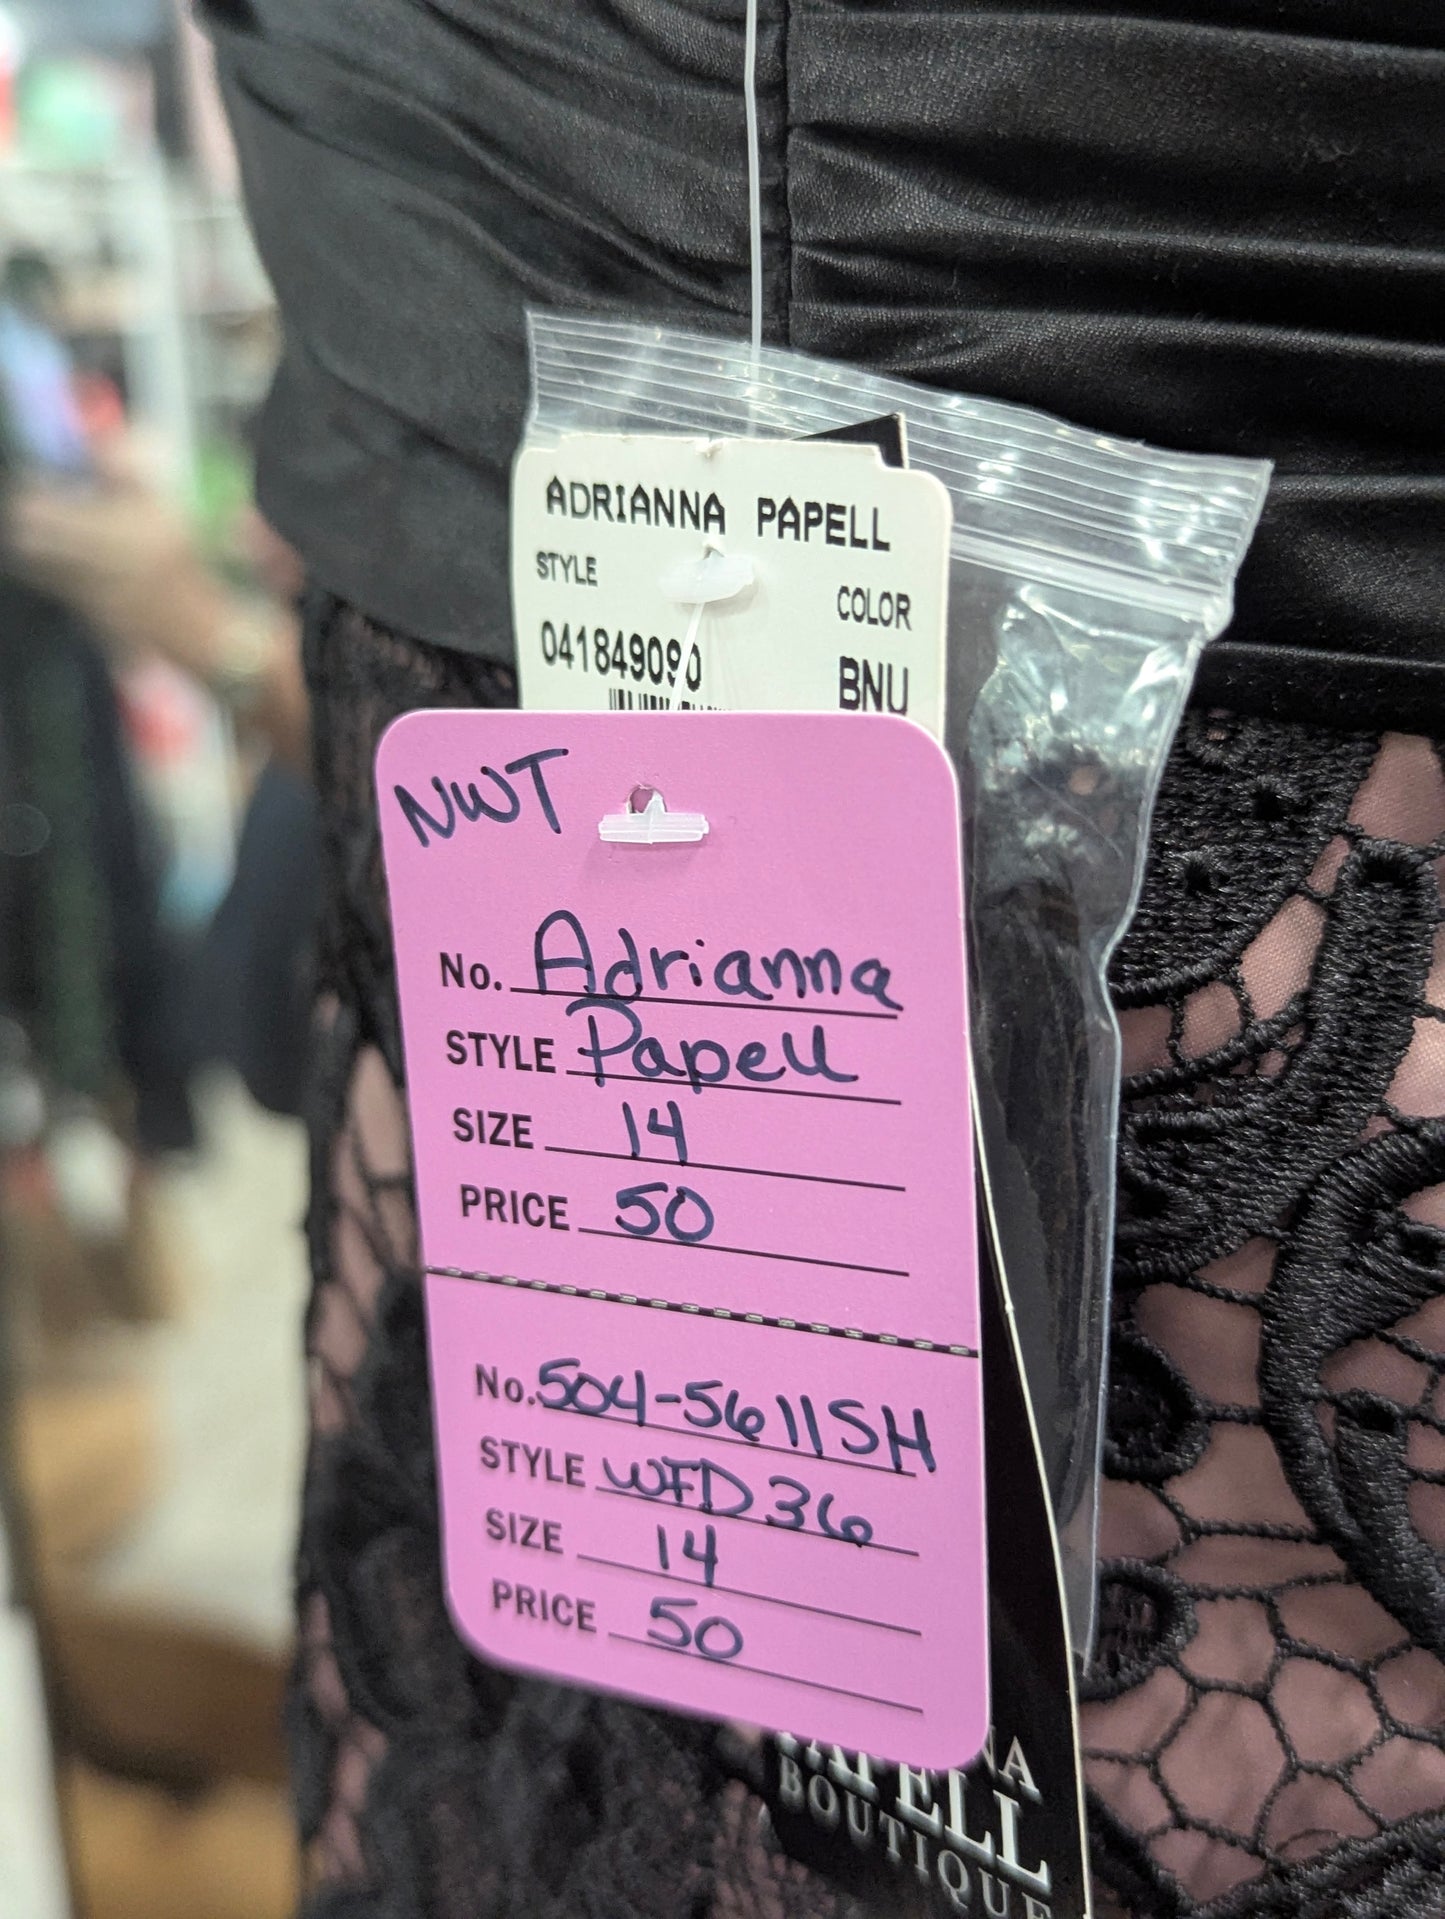 ADRIANNA PAPELL
STYLE COLOR
041849090 BNU
NWT
No. Adrianna
STYLE Papell
SIZE 14
PRICE 50
No. 504-5611SH
STYLE WFD36
SIZE 14
PRICE 50
BOUTIQUE